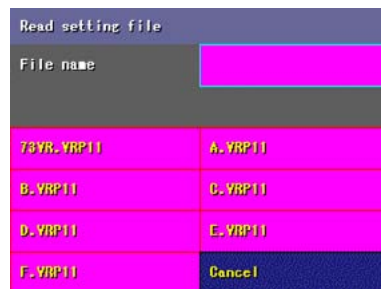 Read setting file
File name
73VR.VRP11 A.VRP11
B.VRP11 C.VRP11
D.VRP11 E.VRP11
F.VRP11 Cancel